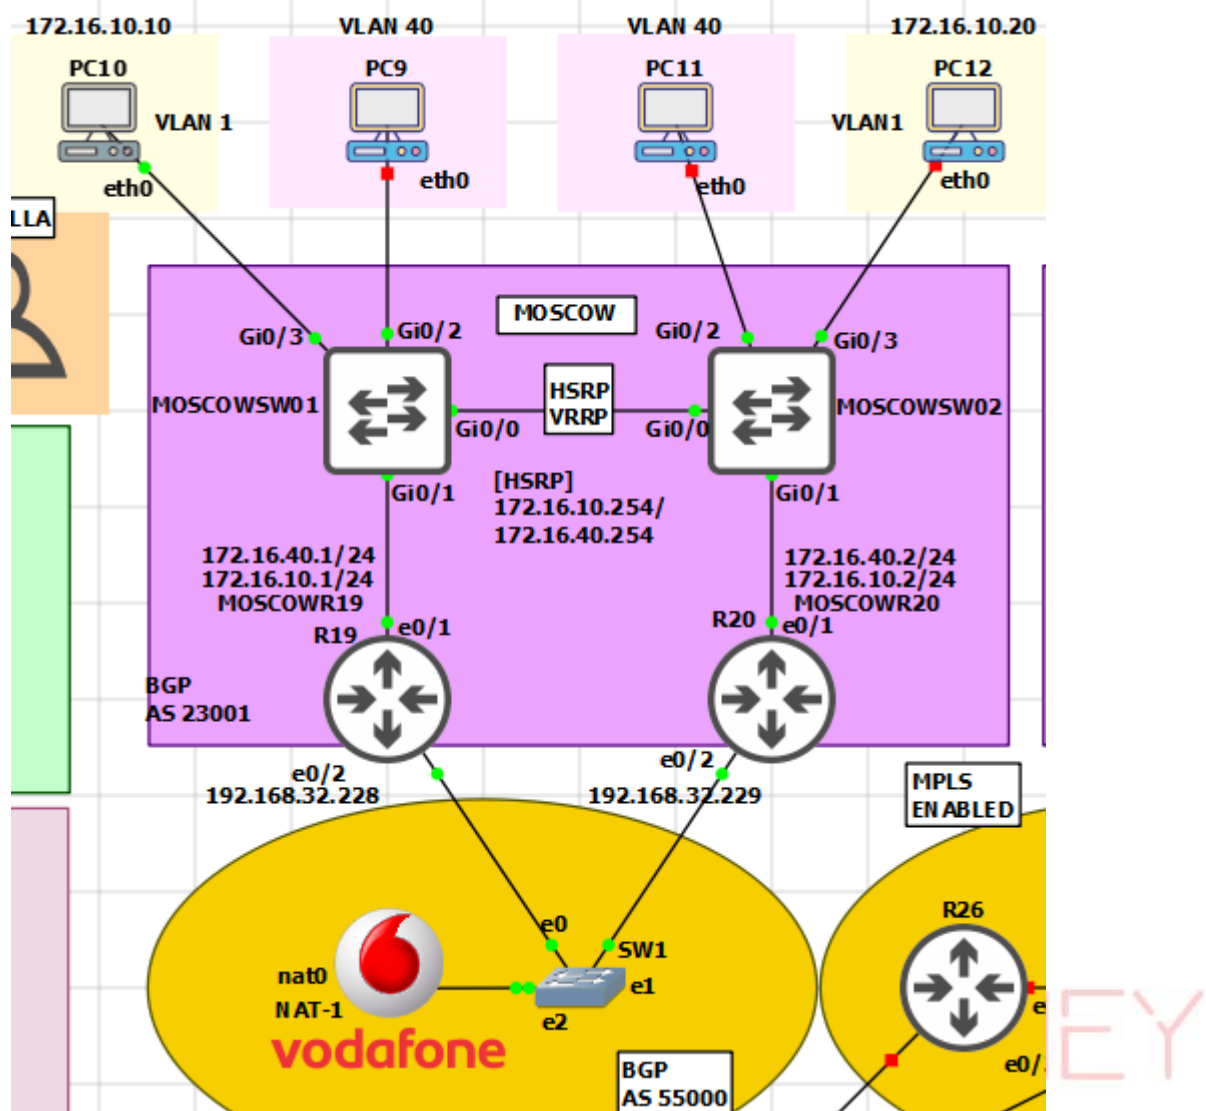 172.16.10.10
VLAN 40
VLAN 40
172.16.10.20
PC10
PC9
PC11
PC12
VLAN 1
VLAN1
eth0
eth0
eth0
eth0
LLA
MOSCOW
Gi0/3
Gi0/2
Gi0/2
Gi0/3
HSRP
VRRP
MOSCOWSW01
MOSCOWSW02
Gi0/0
Gi0/0
Gi0/1
[HSRP]
172.16.10.254/
172.16.40.254
Gi0/1
172.16.40.1/24
172.16.10.1/24
MOSCOWR19
172.16.40.2/24
172.16.10.2/24
MOSCOWR20
R19
e0/1
R20
e0/1
BGP
AS 23001
e0/2
192.168.32.228
e0/2
192.168.32.229
MPLS
ENABLED
R26
e0
SW1
nat0
e1
NAT-1
e2
vodafone
e
e0/
BGP
AS 55000
EY